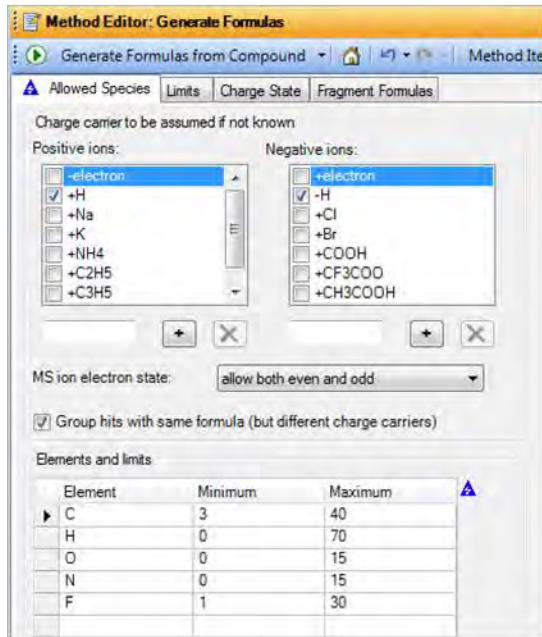 Method Editor: Generate Formulas
Generate Formulas from Compound Method Ite
Allowed Species Limits Charge State Fragment Formulas
Charge carrier to be assumed if not known
Positive ions: Negative ions:
-electron +electron
+H -H
+Na +Cl
+K +Br
+NH4 +COOH
+C2H5 +CF3COO
+C3H5 +CH3COOH
MS ion electron state: allow both even and odd
Group hits with same formula (but different charge carriers)
Elements and limits
Element Minimum Maximum
C 3 40
H 0 70
O 0 15
N 0 15
F 1 30